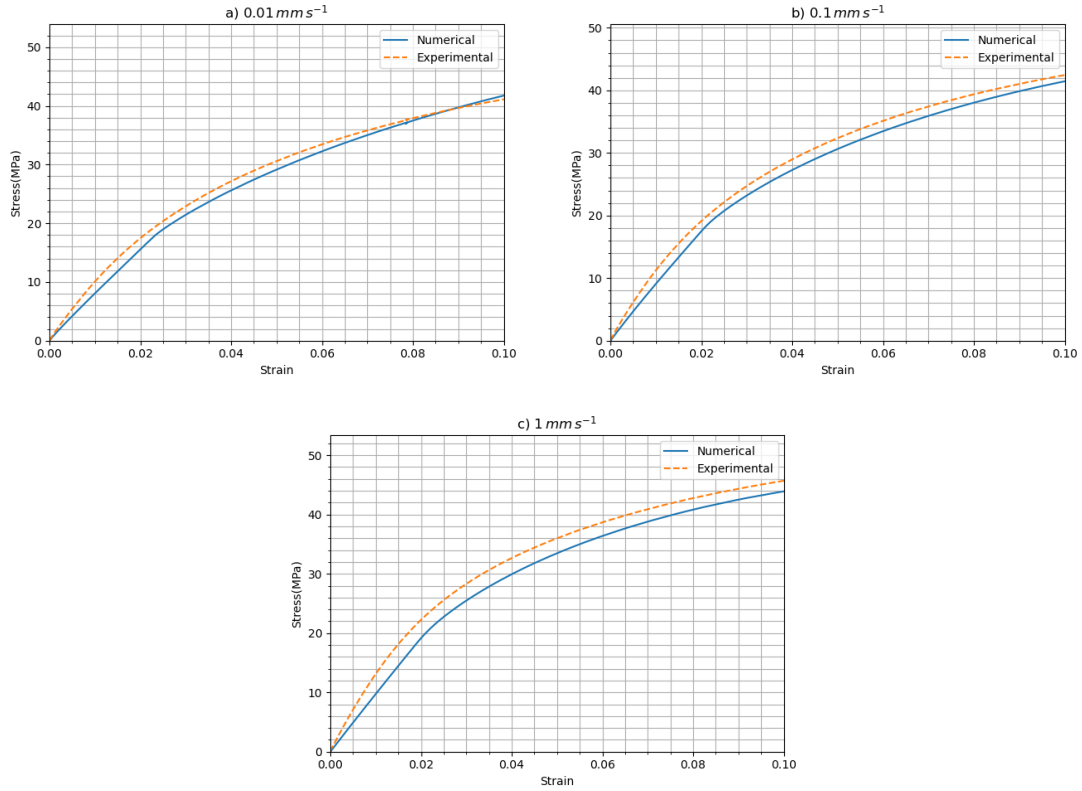 a) 0.01 mm s⁻¹
Numerical
Experimental
Stress(MPa)
50
40
30
20
10
0
0.00 0.02 0.04 0.06 0.08 0.10
Strain
b) 0.1 mm s⁻¹
Numerical
Experimental
Stress(MPa)
50
40
30
20
10
0
0.00 0.02 0.04 0.06 0.08 0.10
Strain
c) 1 mm s⁻¹
Numerical
Experimental
Stress(MPa)
50
40
30
20
10
0
0.00 0.02 0.04 0.06 0.08 0.10
Strain